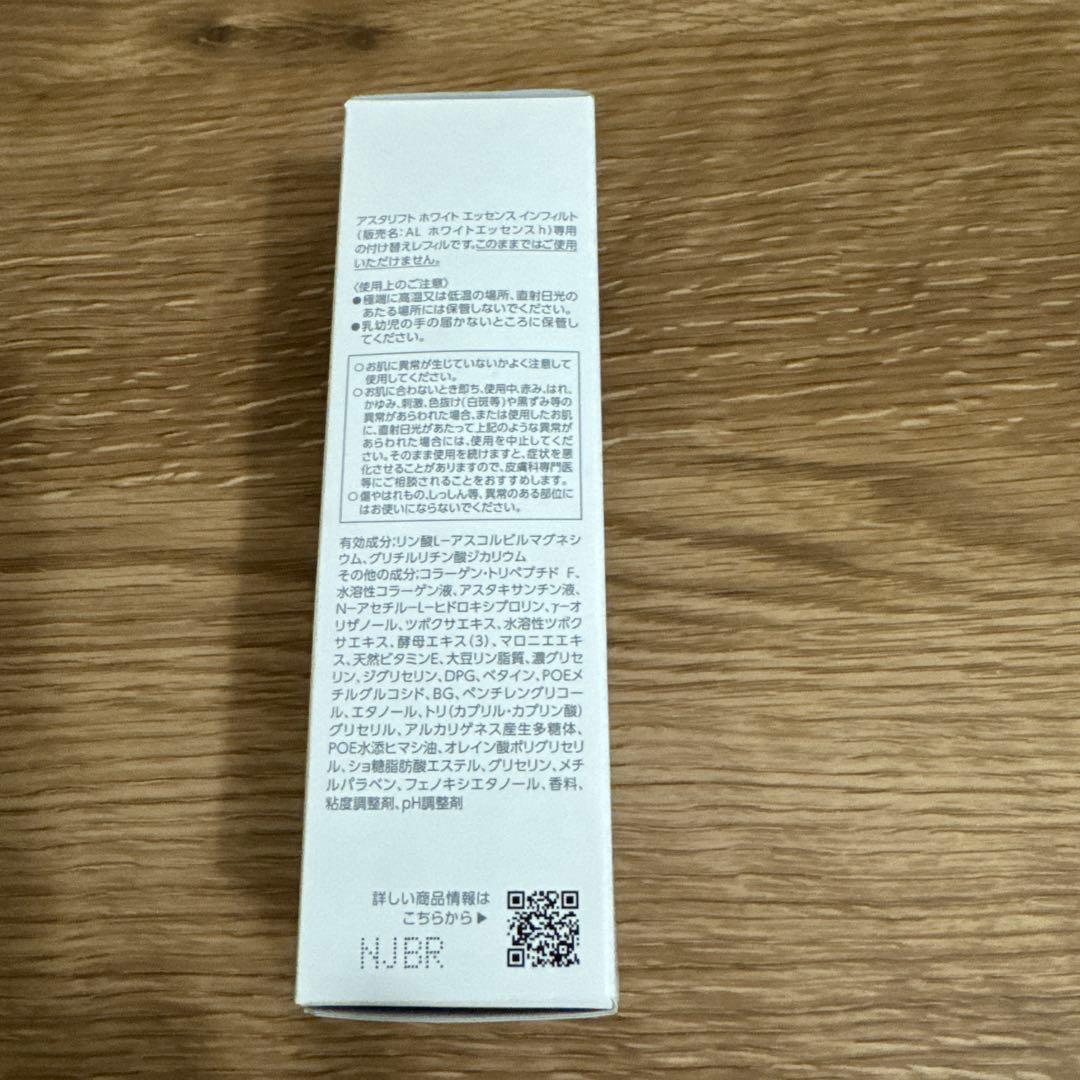 アスタリフト ホワイト エッセンス インフィルト
(販売名:AL ホワイトエッセンスh)専用
の付け替えレフィルです。このままではご使用
いただけません。
〈使用上のご注意〉
●極端に高温又は低温の場所、直射日光の
あたる場所には保管しないでください。
●乳幼児の手の届かないところに保管し
てください。
○お肌に異常が生じていないかよく注意して
使用してください。
○お肌に合わないとき即ち、使用中、赤み、はれ、
かゆみ、刺激、色抜け(白斑等)や黒ずみ等の
異常があらわれた場合、または使用したお肌
に、直射日光があたって上記のような異常が
あらわれた場合には、使用を中止してくだ
さい。そのまま使用を続けますと、症状を悪
化させることがありますので、皮膚科専門医
等にご相談されることをおすすめします。
○傷やはれもの、しっしん等、異常のある部位に
はお使いにならないでください。
有効成分;リン酸L-アスコルビルマグネシ
ウム、グリチルリチン酸ジカリウム
その他の成分;コラーゲン・トリペプチド F、
水溶性コラーゲン液、アスタキサンチン液、
N-アセチル-L-ヒドロキシプロリン、γ-オ
リザノール、ツボクサエキス、水溶性ツボク
サエキス、酵母エキス(3)、マロニエエキ
ス、天然ビタミンE、大豆リン脂質、濃グリセ
リン、ジグリセリン、DPG、ベタイン、POEメ
チルグルコシド、BG、ペンチレングリコー
ル、エタノール、トリ(カプリル・カプリン酸)
グリセリル、アルカリゲネス産生多糖体、
POE水添ヒマシ油、オレイン酸ポリグリセリ
ル、ショ糖脂肪酸エステル、グリセリン、メチ
ルパラベン、フェノキシエタノール、香料、
粘度調整剤、pH調整剤
詳しい商品情報は
こちらから▶
NJBR